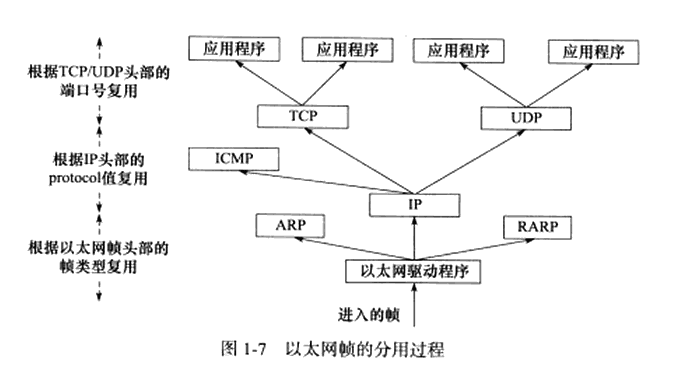 应用程序 应用程序 应用程序 应用程序
根据TCP/UDP头部的
端口号复用
TCP UDP
ICMP
根据IP头部的
protocol值复用
IP
ARP RARP
根据以太网帧头部的
帧类型复用
以太网驱动程序
进入的帧
图 1-7 以太网帧的分用过程